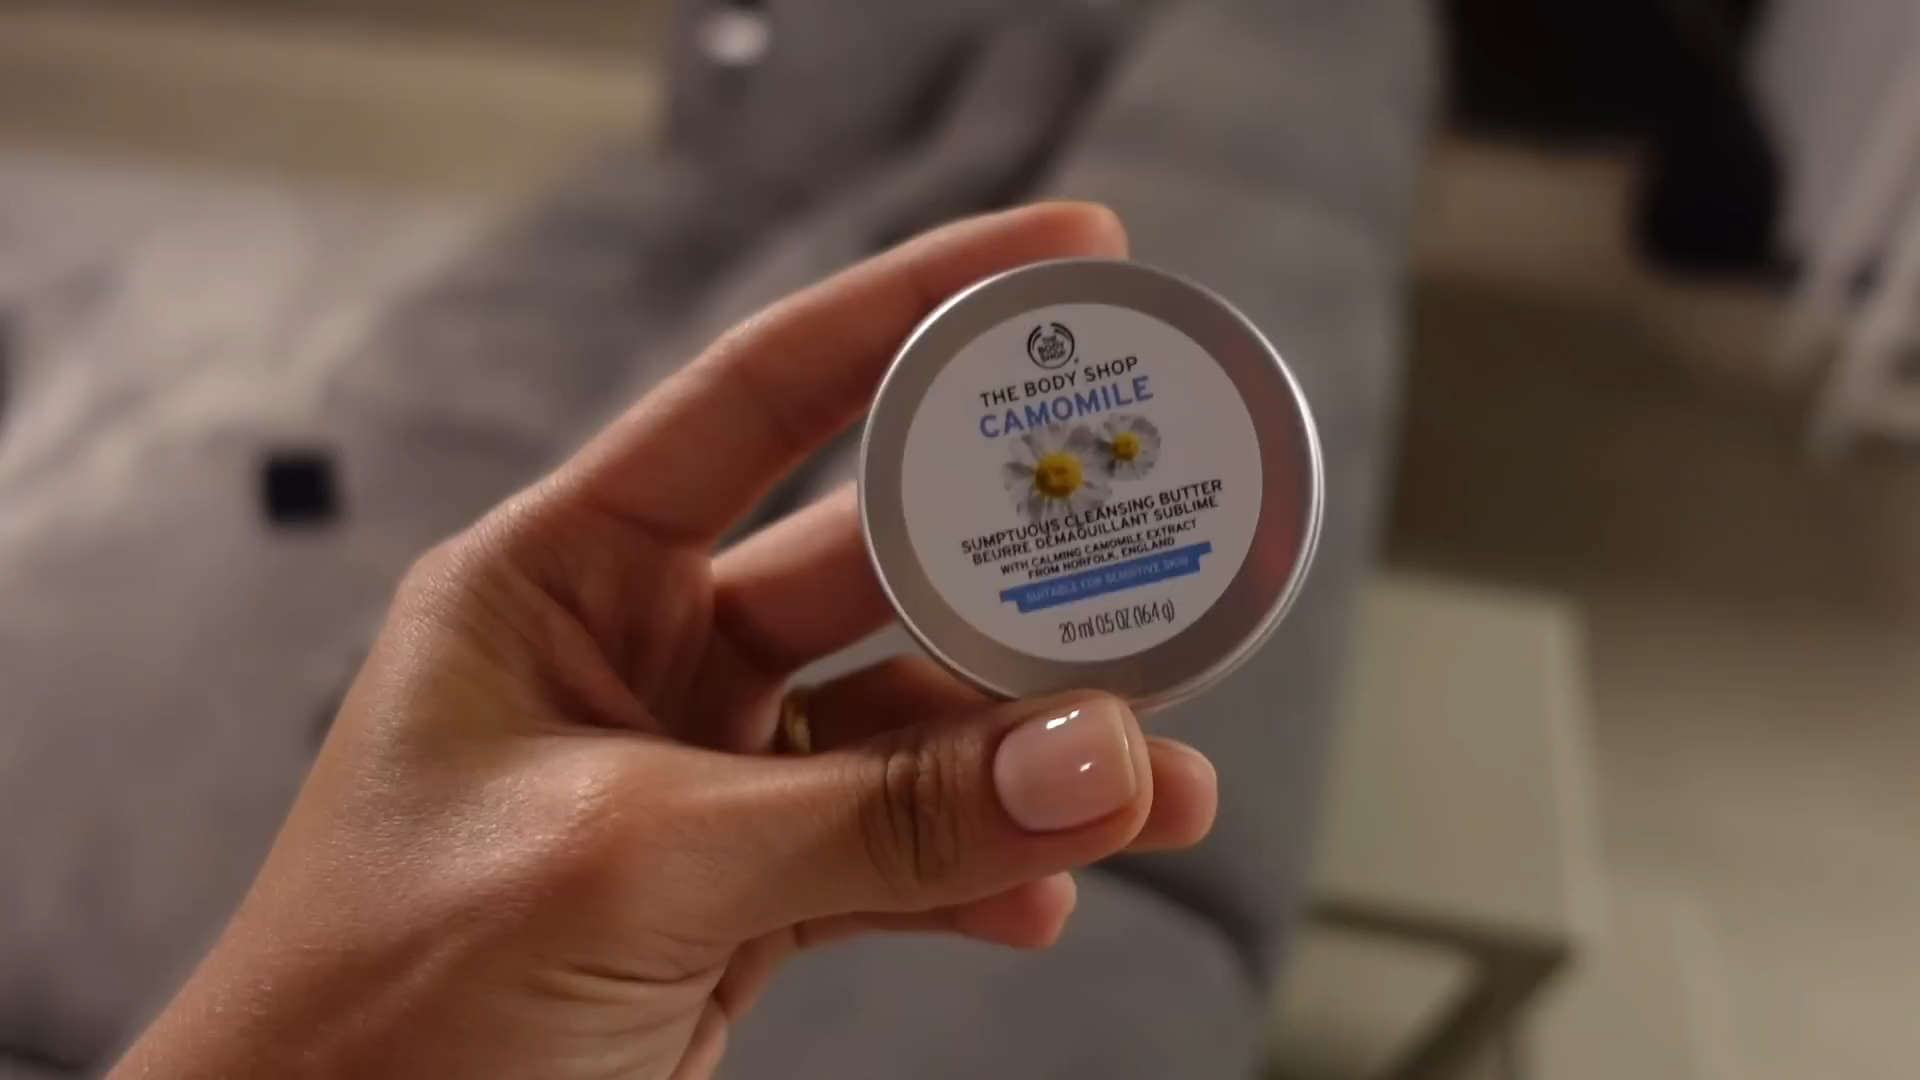 THE
BODY
SHOP
THE BODY SHOP
CAMOMILE
SUMPTUOUS CLEANSING BUTTER
BEURRE DÉMAQUILLANT SUBLIME
WITH CALMING CAMOMILE EXTRACT
FROM NORFOLK, ENGLAND
SUITABLE FOR SENSITIVE SKIN
20 ml 0.5 OZ (16.4 g)